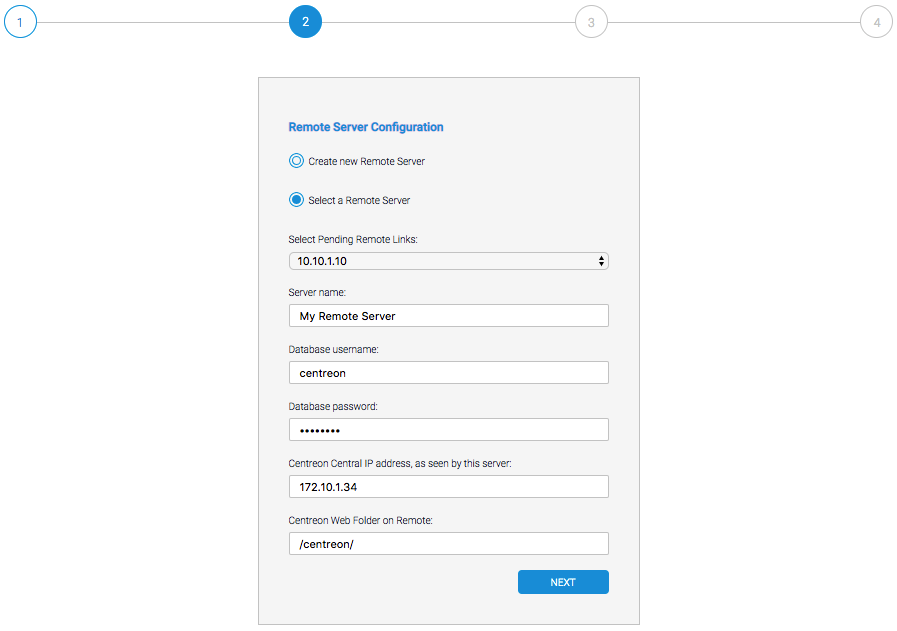 1
2
3
4
Remote Server Configuration
Create new Remote Server
Select a Remote Server
Select Pending Remote Links:
10.10.1.10
Server name:
My Remote Server
Database username:
centreon
Database password:
••••••••
Centreon Central IP address, as seen by this server:
172.10.1.34
Centreon Web Folder on Remote:
/centreon/
NEXT